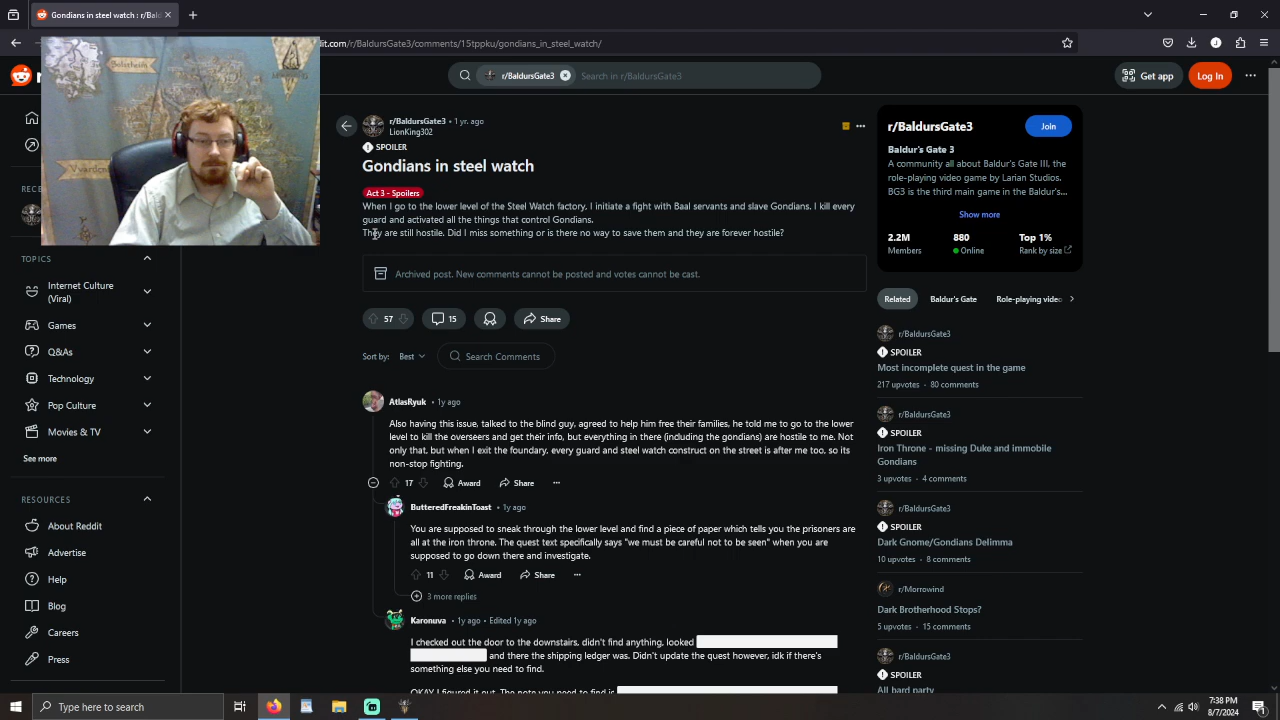 Gondians in steel watch : r/Bald
it.com/r/BaldursGate3/comments/15tppku/gondians_in_steel_watch/
r/BaldursGate3
Search in r/BaldursGate3
Get app
Log In
RECE
TOPICS
Internet Culture
(Viral)
Games
Q&As
Technology
Pop Culture
Movies & TV
See more
RESOURCES
About Reddit
Advertise
Help
Blog
Careers
Press
r/BaldursGate3 • 1 yr. ago
LionKing302
SPOILER
Gondians in steel watch
Act 3 - Spoilers
When I go to the lower level of the Steel Watch factory, I initiate a fight with Baal servants and slave Gondians. I kill every
guard and activated all the things that control Gondians.
They are still hostile. Did I miss something or is there no way to save them and they are forever hostile?
Archived post. New comments cannot be posted and votes cannot be cast.
57
15
Share
Sort by:
Best
Search Comments
AtlasRyuk • 1y ago
Also having this issue, talked to the blind guy, agreed to help him free their families, he told me to go to the lower
level to kill the overseers and get their info, but everything in there (including the gondians) are hostile to me. Not
only that, but when I exit the foundry, every guard and steel watch construct on the street is after me too, so its
non-stop fighting.
17
Award
Share
ButteredFreakinToast • 1y ago
You are supposed to sneak through the lower level and find a piece of paper which tells you the prisoners are
all at the iron throne. The quest text specifically says "we must be careful not to be seen" when you are
supposed to go down there and investigate.
11
Award
Share
3 more replies
Karonuva • 1y ago • Edited 1y ago
I checked out the door to the downstairs, didn't find anything, looked
and there the shipping ledger was. Didn't update the quest however, idk if there's
something else you need to find.
OKAY I figured it out. The note you need to find is
r/BaldursGate3
Join
Baldur's Gate 3
A community all about Baldur's Gate III, the
role-playing video game by Larian Studios.
BG3 is the third main game in the Baldur's...
Show more
2.2M
880
Top 1%
Members
Online
Rank by size
Related
Baldur's Gate
Role-playing video
r/BaldursGate3
SPOILER
Most incomplete quest in the game
217 upvotes · 80 comments
r/BaldursGate3
SPOILER
Iron Throne - missing Duke and immobile
Gondians
3 upvotes · 4 comments
r/BaldursGate3
SPOILER
Dark Gnome/Gondians Delimma
10 upvotes · 8 comments
r/Morrowind
Dark Brotherhood Stops?
5 upvotes · 15 comments
r/BaldursGate3
SPOILER
All bard party
Type here to search
7:38 PM
8/7/2024